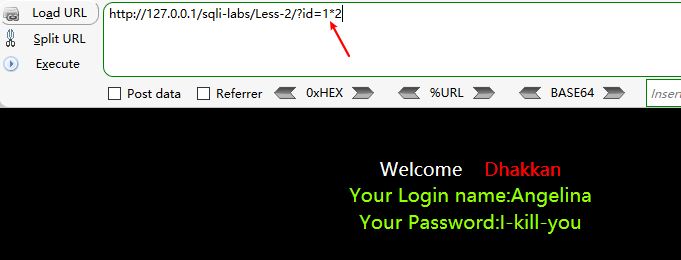 Load URL
http://127.0.0.1/sqli-labs/Less-2/?id=1*2
Split URL
Execute
Post data Referrer 0xHEX %URL BASE64 Insert
Welcome Dhakkan
Your Login name:Angelina
Your Password:I-kill-you